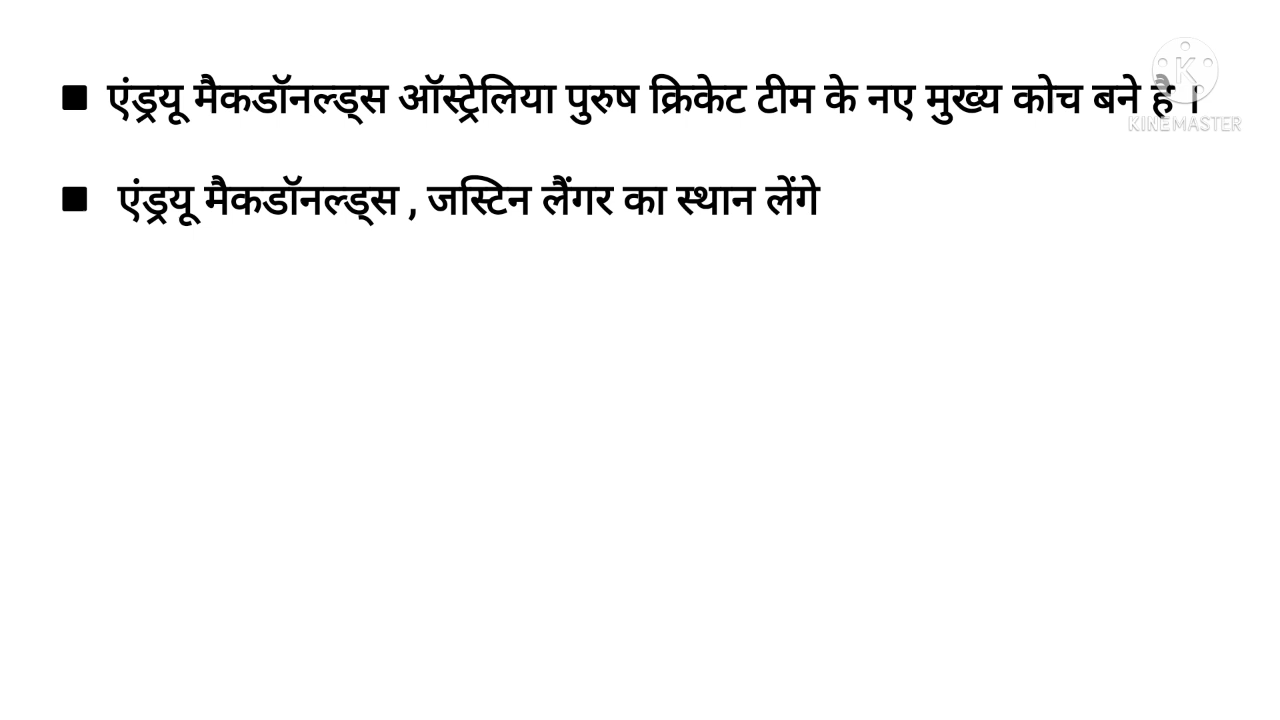 ■ एंड्रयू मैकडॉनल्ड्स ऑस्ट्रेलिया पुरुष क्रिकेट टीम के नए मुख्य कोच बने है ।
■ एंड्रयू मैकडॉनल्ड्स , जस्टिन लैंगर का स्थान लेंगे
K
KINEMASTER